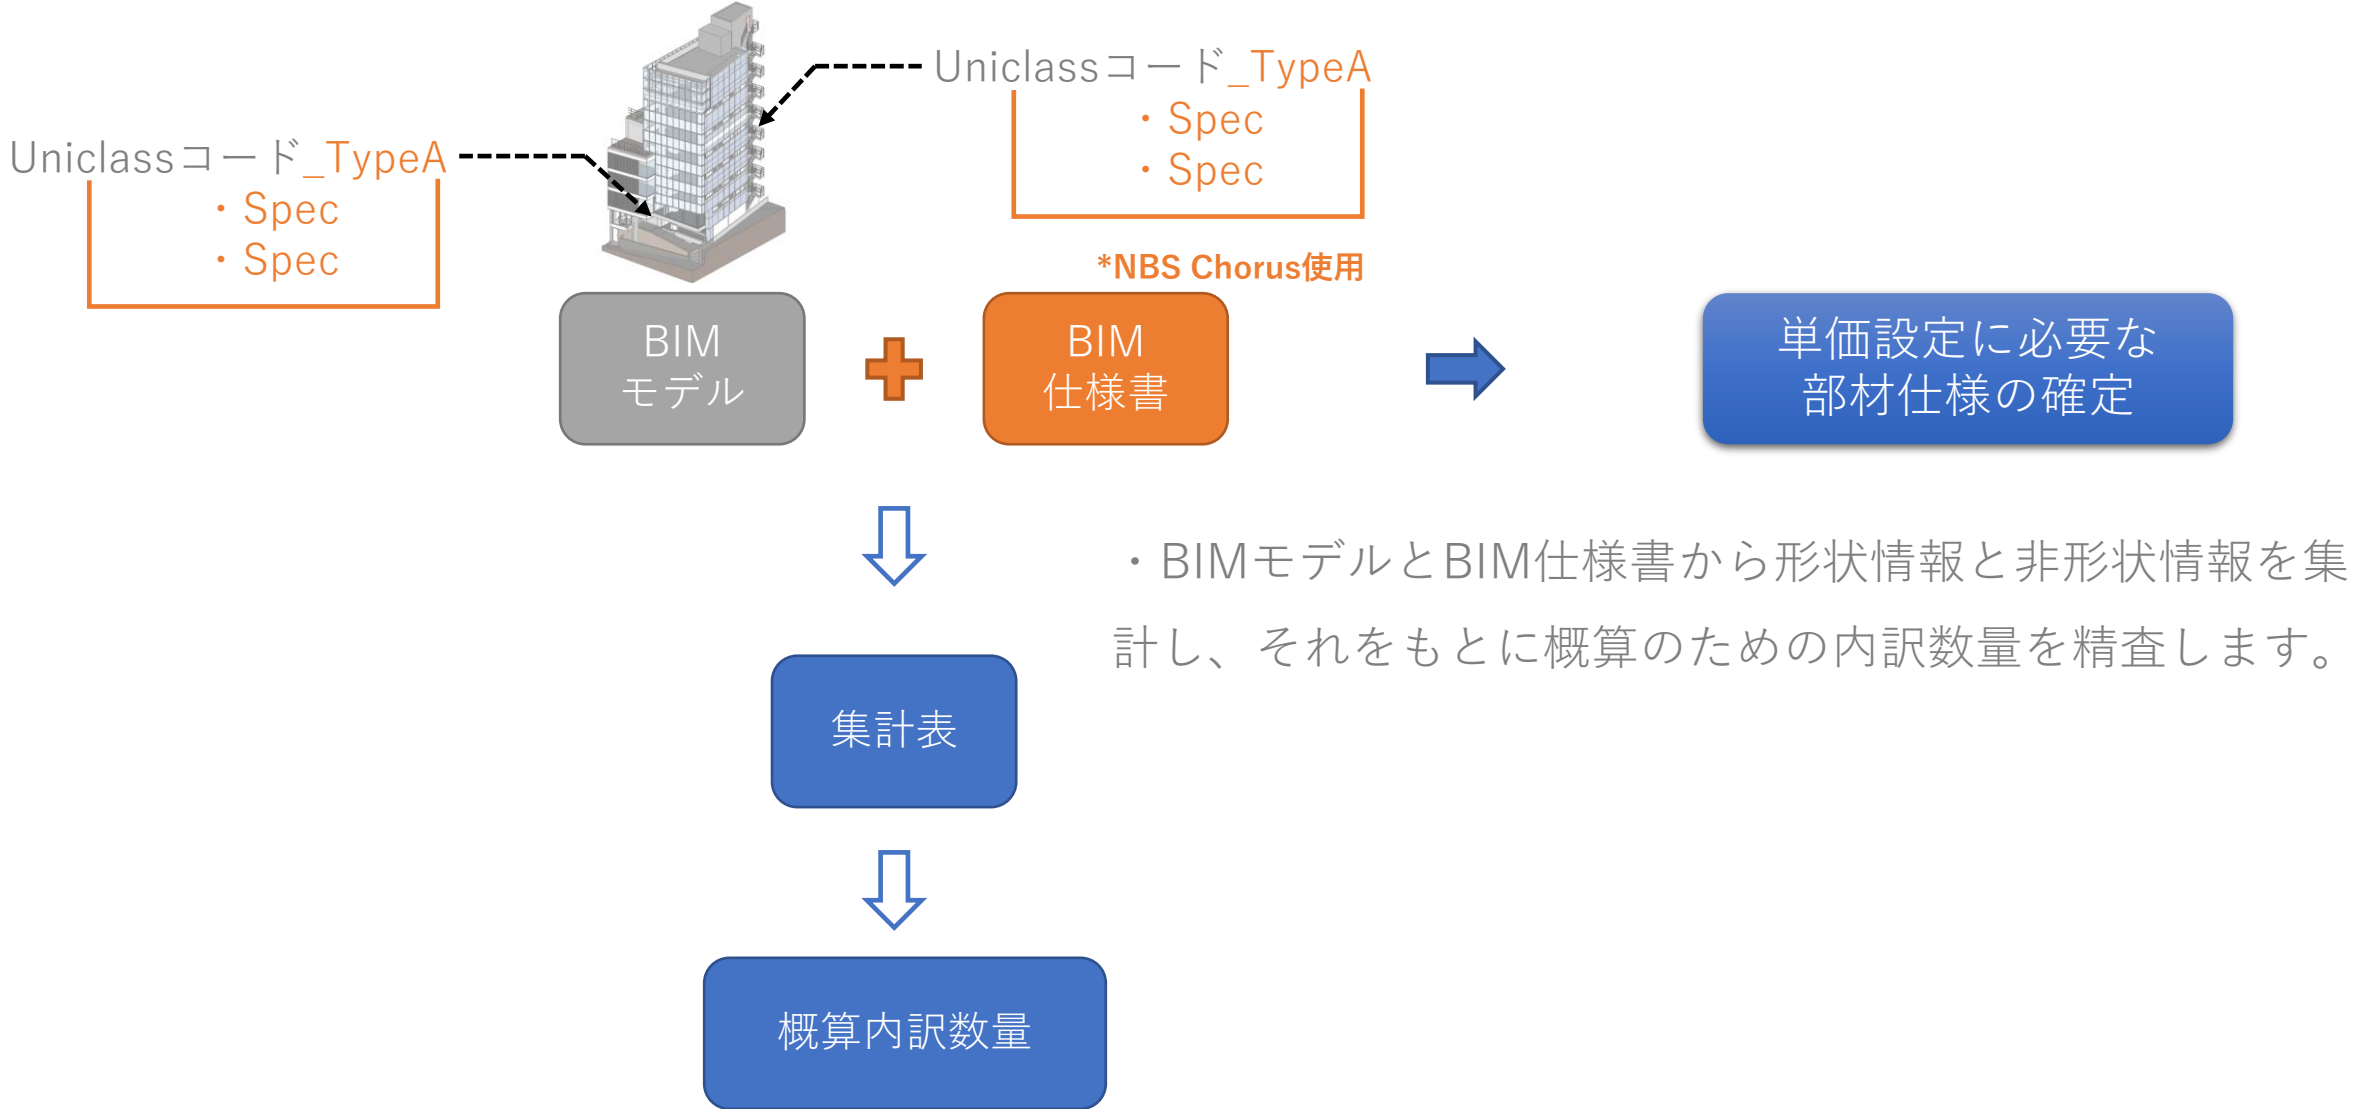 Uniclassコード_TypeA
・Spec
・Spec
Uniclassコード_TypeA
・Spec
・Spec
*NBS Chorus使用
BIM
モデル
BIM
仕様書
単価設定に必要な
部材仕様の確定
・BIMモデルとBIM仕様書から形状情報と非形状情報を集
計し、それをもとに概算のための内訳数量を精査します。
集計表
概算内訳数量